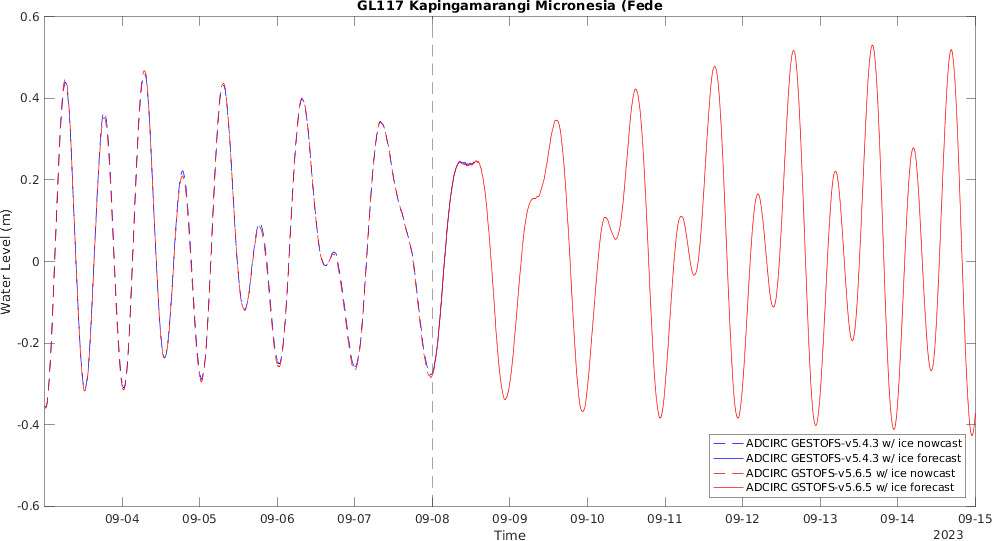 GL117 Kapingamarangi Micronesia (Fede
0.6
0.4
0.2
0
-0.2
-0.4
-0.6
Water Level (m)
09-04 09-05 09-06 09-07 09-08 09-09 09-10 09-11 09-12 09-13 09-14 09-15
Time
2023
ADCIRC GESTOFS-v5.4.3 w/ ice nowcast
ADCIRC GESTOFS-v5.4.3 w/ ice forecast
ADCIRC GSTOFS-v5.6.5 w/ ice nowcast
ADCIRC GSTOFS-v5.6.5 w/ ice forecast